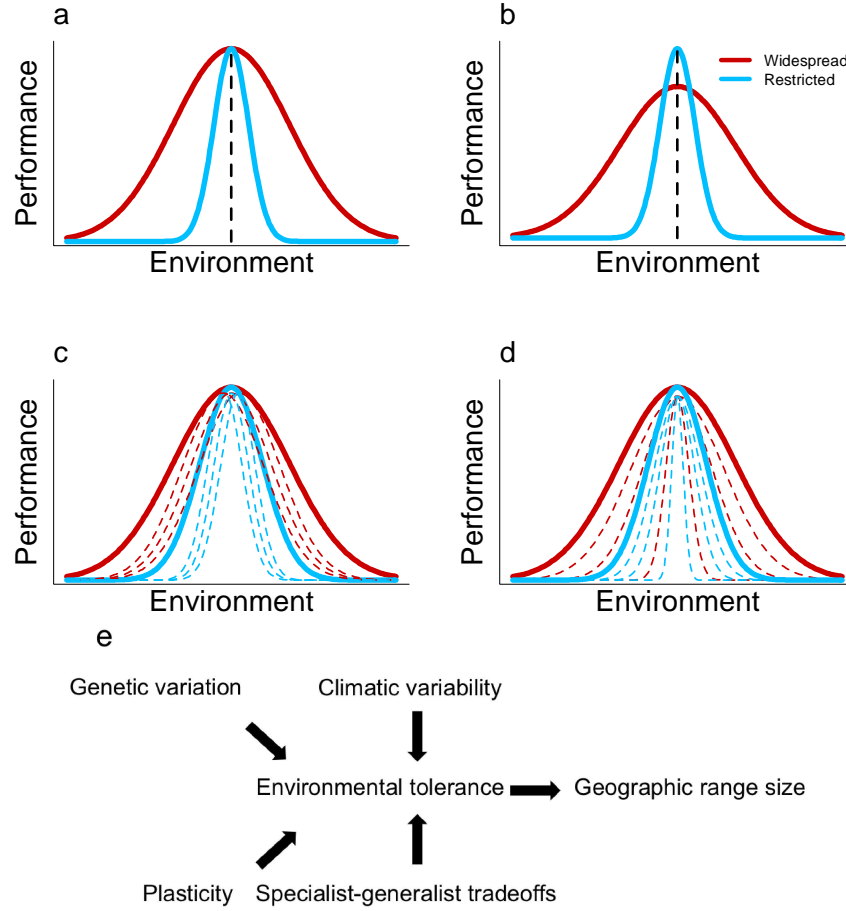 a
Performance
Environment
b
Widespread
Restricted
Performance
Environment
c
Performance
Environment
d
Performance
Environment
e
Genetic variation
Climatic variability
Environmental tolerance
Geographic range size
Plasticity
Specialist-generalist tradeoffs